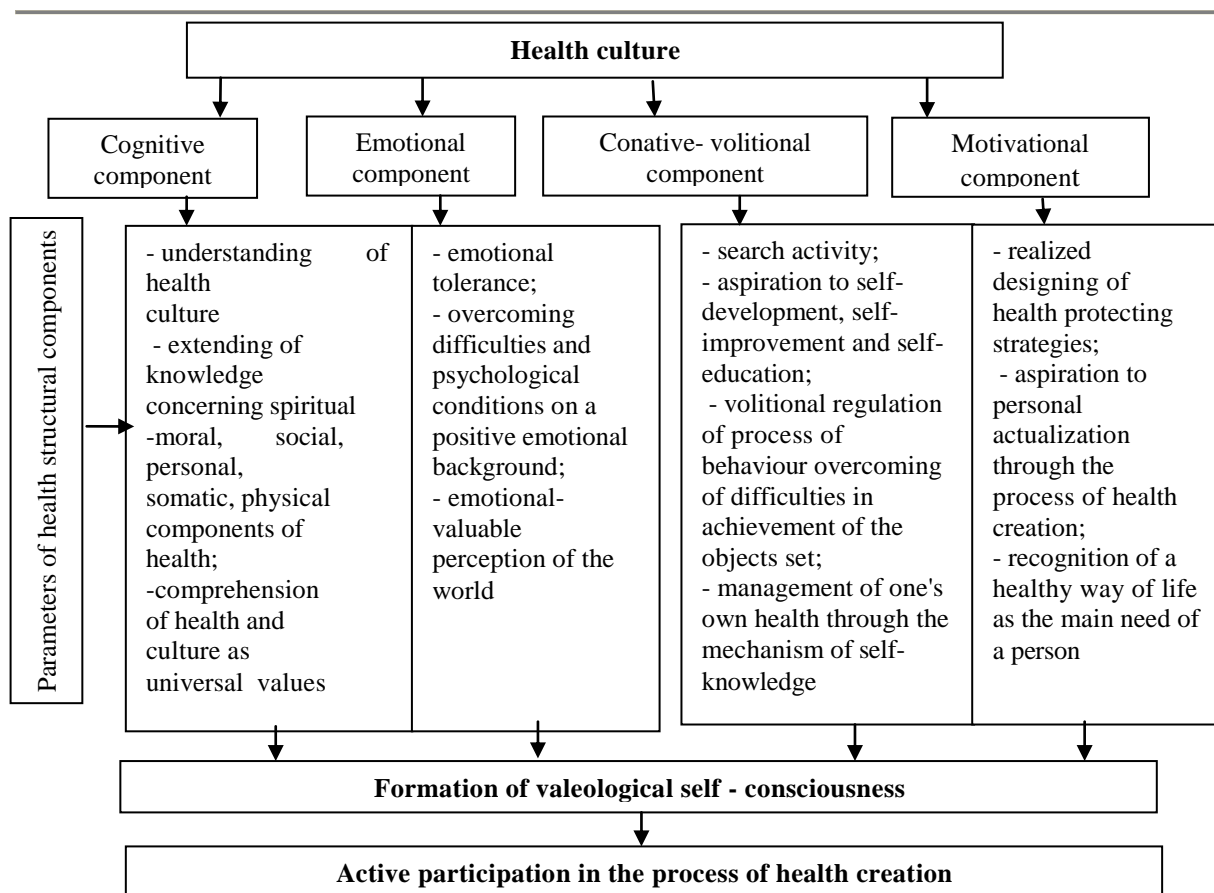 Health culture
Cognitive
component
Emotional
component
Conative- volitional
component
Motivational
component
Parameters of health structural components
- understanding of
health
culture
- extending of
knowledge
concerning spiritual
-moral, social,
personal,
somatic, physical
components of
health;
-comprehension
of health and
culture as
universal values
- emotional
tolerance;
- overcoming
difficulties and
psychological
conditions on a
positive emotional
background;
- emotional-
valuable
perception of the
world
- search activity;
- aspiration to self-
development, self-
improvement and self-
education;
- volitional regulation
of process of
behaviour overcoming
of difficulties in
achievement of the
objects set;
- management of one's
own health through the
mechanism of self-
knowledge
- realized
designing of
health protecting
strategies;
- aspiration to
personal
actualization
through the
process of health
creation;
- recognition of a
healthy way of life
as the main need of
a person
Formation of valeological self - consciousness
Active participation in the process of health creation